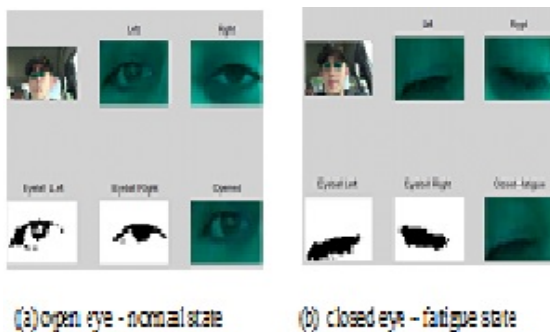 Left Right
Left Right
Eyeball Left Eyeball Right Opened
Eyeball Left Eyeball Right Closed - fatigue
(a) open eye - normal state
(b) closed eye – fatigue state